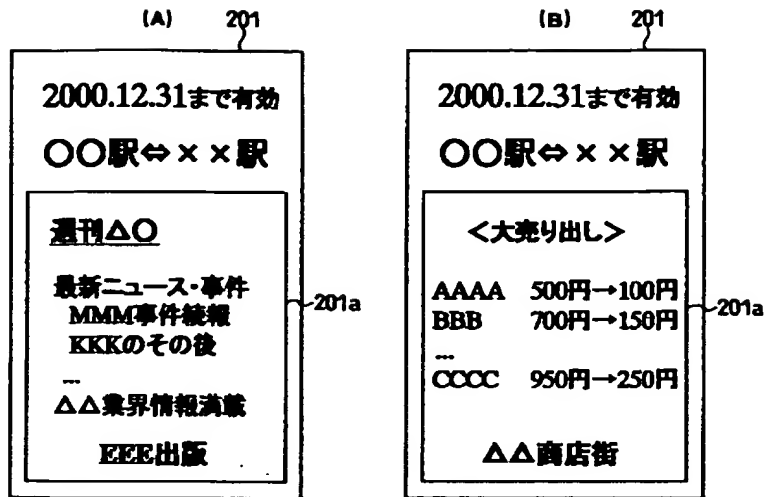 (A) 201
2000.12.31まで有効
〇〇駅⇔××駅
週刊△〇
最新ニュース・事件
MMM事件続報
KKKのその後
...
△△業界情報満載
EEE出版
201a
(B) 201
2000.12.31まで有効
〇〇駅⇔××駅
<大売り出し>
AAAA 500円→100円
BBB 700円→150円
...
CCCC 950円→250円
△△商店街
201a